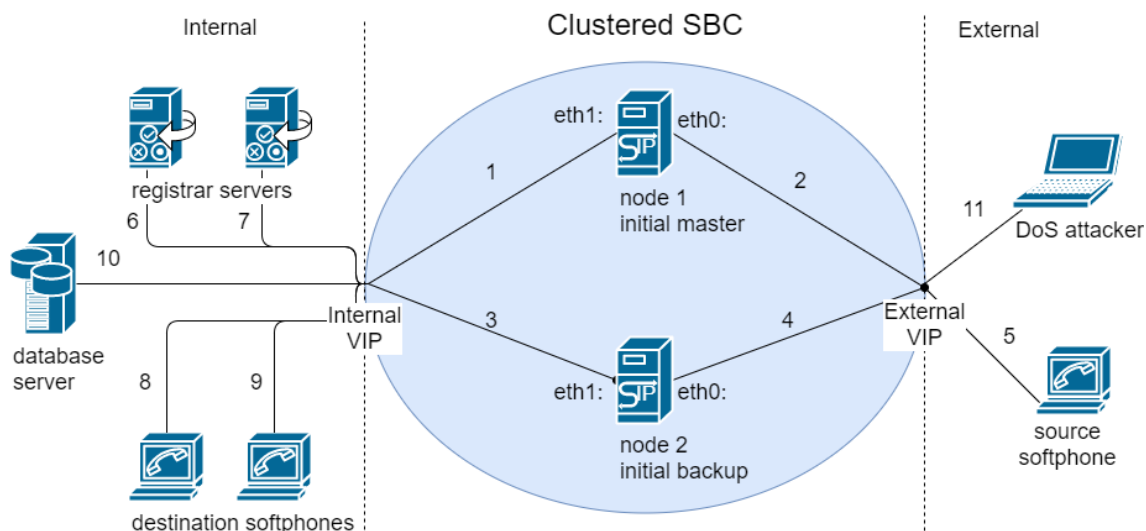 Internal
Clustered SBC
External
eth1:
eth0:
SIP
1
2
node 1
initial master
registrar servers
6
7
11
DoS attacker
10
Internal
VIP
3
4
External
VIP
5
database
server
8
9
eth1:
eth0:
SIP
node 2
initial backup
source
softphone
destination softphones